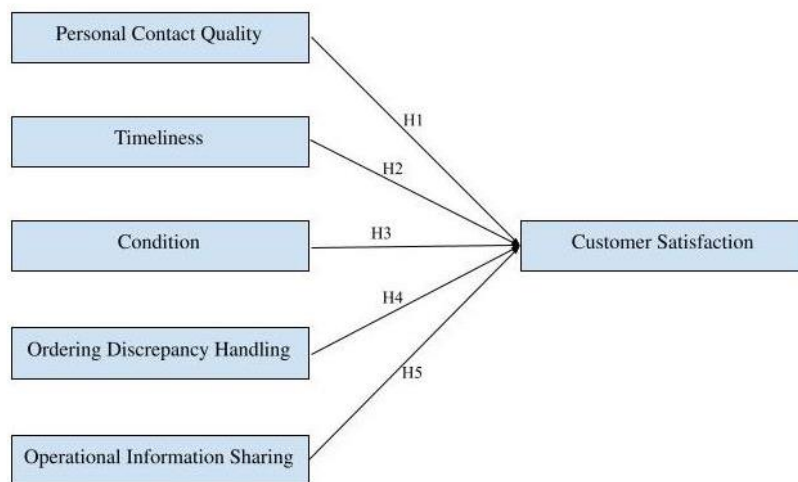 Personal Contact Quality
H1
Timeliness
H2
Condition
H3
Customer Satisfaction
H4
Ordering Discrepancy Handling
H5
Operational Information Sharing